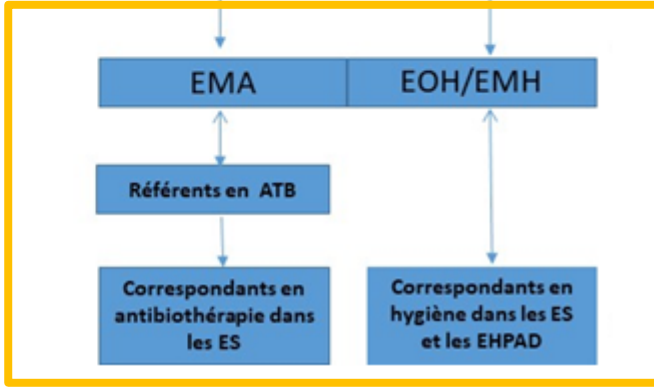 EMA
EOH/EMH
Référents en ATB
Correspondants en
antibiothérapie dans
les ES
Correspondants en
hygiène dans les ES
et les EHPAD